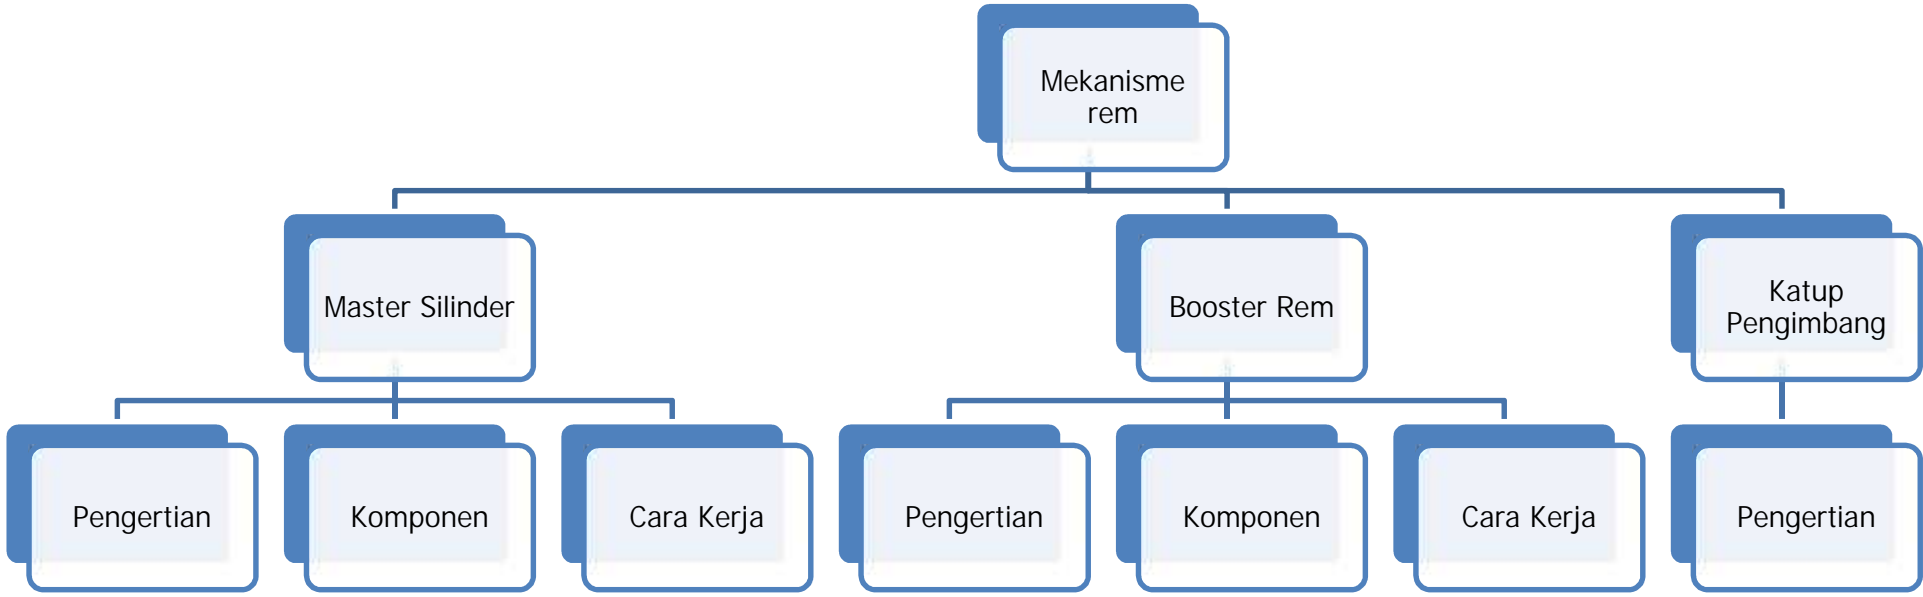 Mekanisme
rem
Master Silinder
Booster Rem
Katup
Pengimbang
Pengertian
Komponen
Cara Kerja
Pengertian
Komponen
Cara Kerja
Pengertian